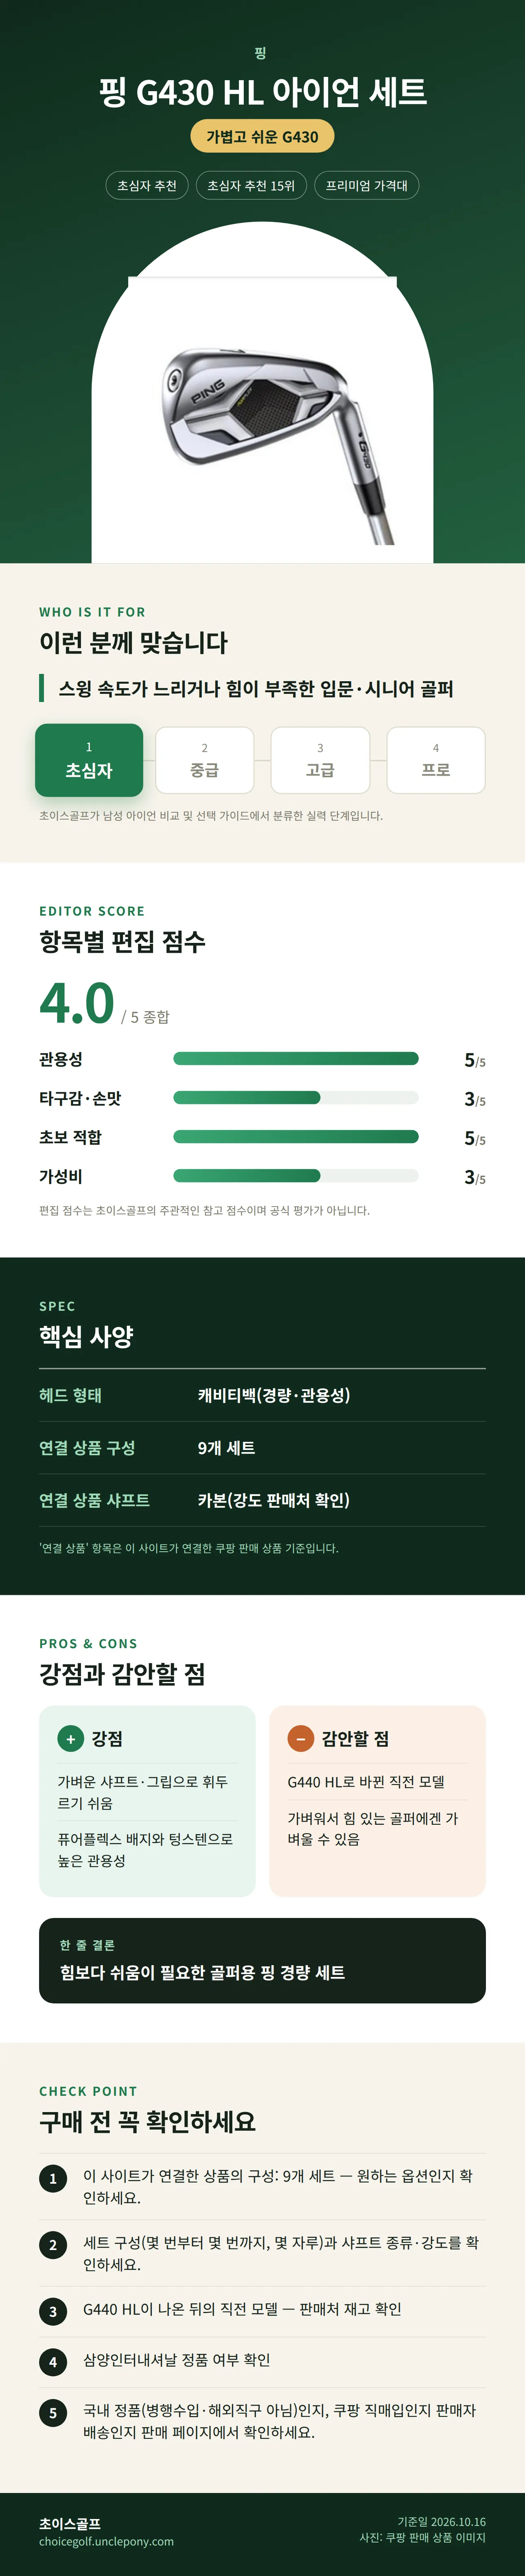 핑
핑 G430 HL 아이언 세트
가볍고 쉬운 G430
초심자 추천
초심자 추천 15위
프리미엄 가격대
PING
G430
WHO IS IT FOR
이런 분께 맞습니다
스윙 속도가 느리거나 힘이 부족한 입문·시니어 골퍼
1
초심자
2
중급
3
고급
4
프로
초이스골프가 남성 아이언 비교 및 선택 가이드에서 분류한 실력 단계입니다.
EDITOR SCORE
항목별 편집 점수
4.0 / 5 종합
관용성 5/5
타구감·손맛 3/5
초보 적합 5/5
가성비 3/5
편집 점수는 초이스골프의 주관적인 참고 점수이며 공식 평가가 아닙니다.
SPEC
핵심 사양
헤드 형태 캐비티백(경량·관용성)
연결 상품 구성 9개 세트
연결 상품 샤프트 카본(강도 판매처 확인)
'연결 상품' 항목은 이 사이트가 연결한 쿠팡 판매 상품 기준입니다.
PROS & CONS
강점과 감안할 점
+ 강점
가벼운 샤프트·그립으로 휘두
르기 쉬움
퓨어플렉스 배지와 텅스텐으로
높은 관용성
− 감안할 점
G440 HL로 바뀐 직전 모델
가벼워서 힘 있는 골퍼에겐 가
벼울 수 있음
한 줄 결론
힘보다 쉬움이 필요한 골퍼용 핑 경량 세트
CHECK POINT
구매 전 꼭 확인하세요
1 이 사이트가 연결한 상품의 구성: 9개 세트 — 원하는 옵션인지 확
인하세요.
2 세트 구성(몇 번부터 몇 번까지, 몇 자루)과 샤프트 종류·강도를 확
인하세요.
3 G440 HL이 나온 뒤의 직전 모델 — 판매처 재고 확인
4 삼양인터내셔날 정품 여부 확인
5 국내 정품(병행수입·해외직구 아님)인지, 쿠팡 직매입인지 판매자
배송인지 판매 페이지에서 확인하세요.
초이스골프
choicegolf.unclepony.com
기준일 2026.10.16
사진: 쿠팡 판매 상품 이미지